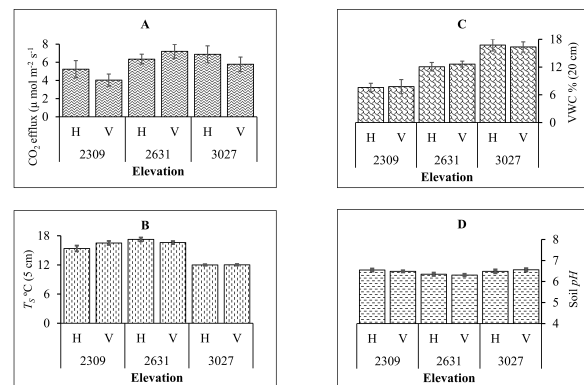 A
CO2 efflux (µ mol m-2 s-1
8
6
4
2
0
H V H V H V
2309 2631 3027
Elevation
C
18
12
6
0
VWC % (20 cm)
H V H V H V
2309 2631 3027
Elevation
B
TS ºC (5 cm)
18
12
6
0
H V H V H V
2309 2631 3027
Elevation
D
8
7
6
5
4
Soil pH
H V H V H V
2309 2631 3027
Elevation